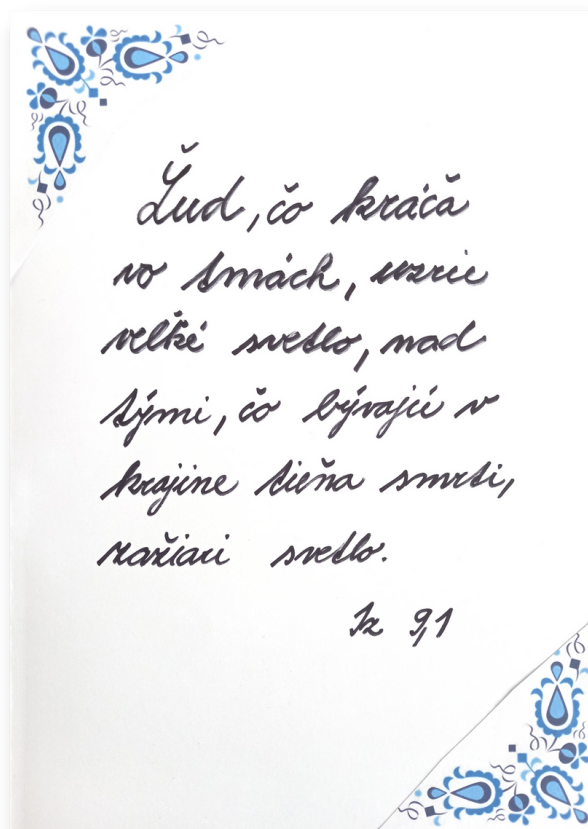 Ľud, čo kráča
vo tmách, uzrie
veľké svetlo, nad
tými, čo bývajú v
krajine tieňa smrti,
zažiari svetlo.
Iz 9,1